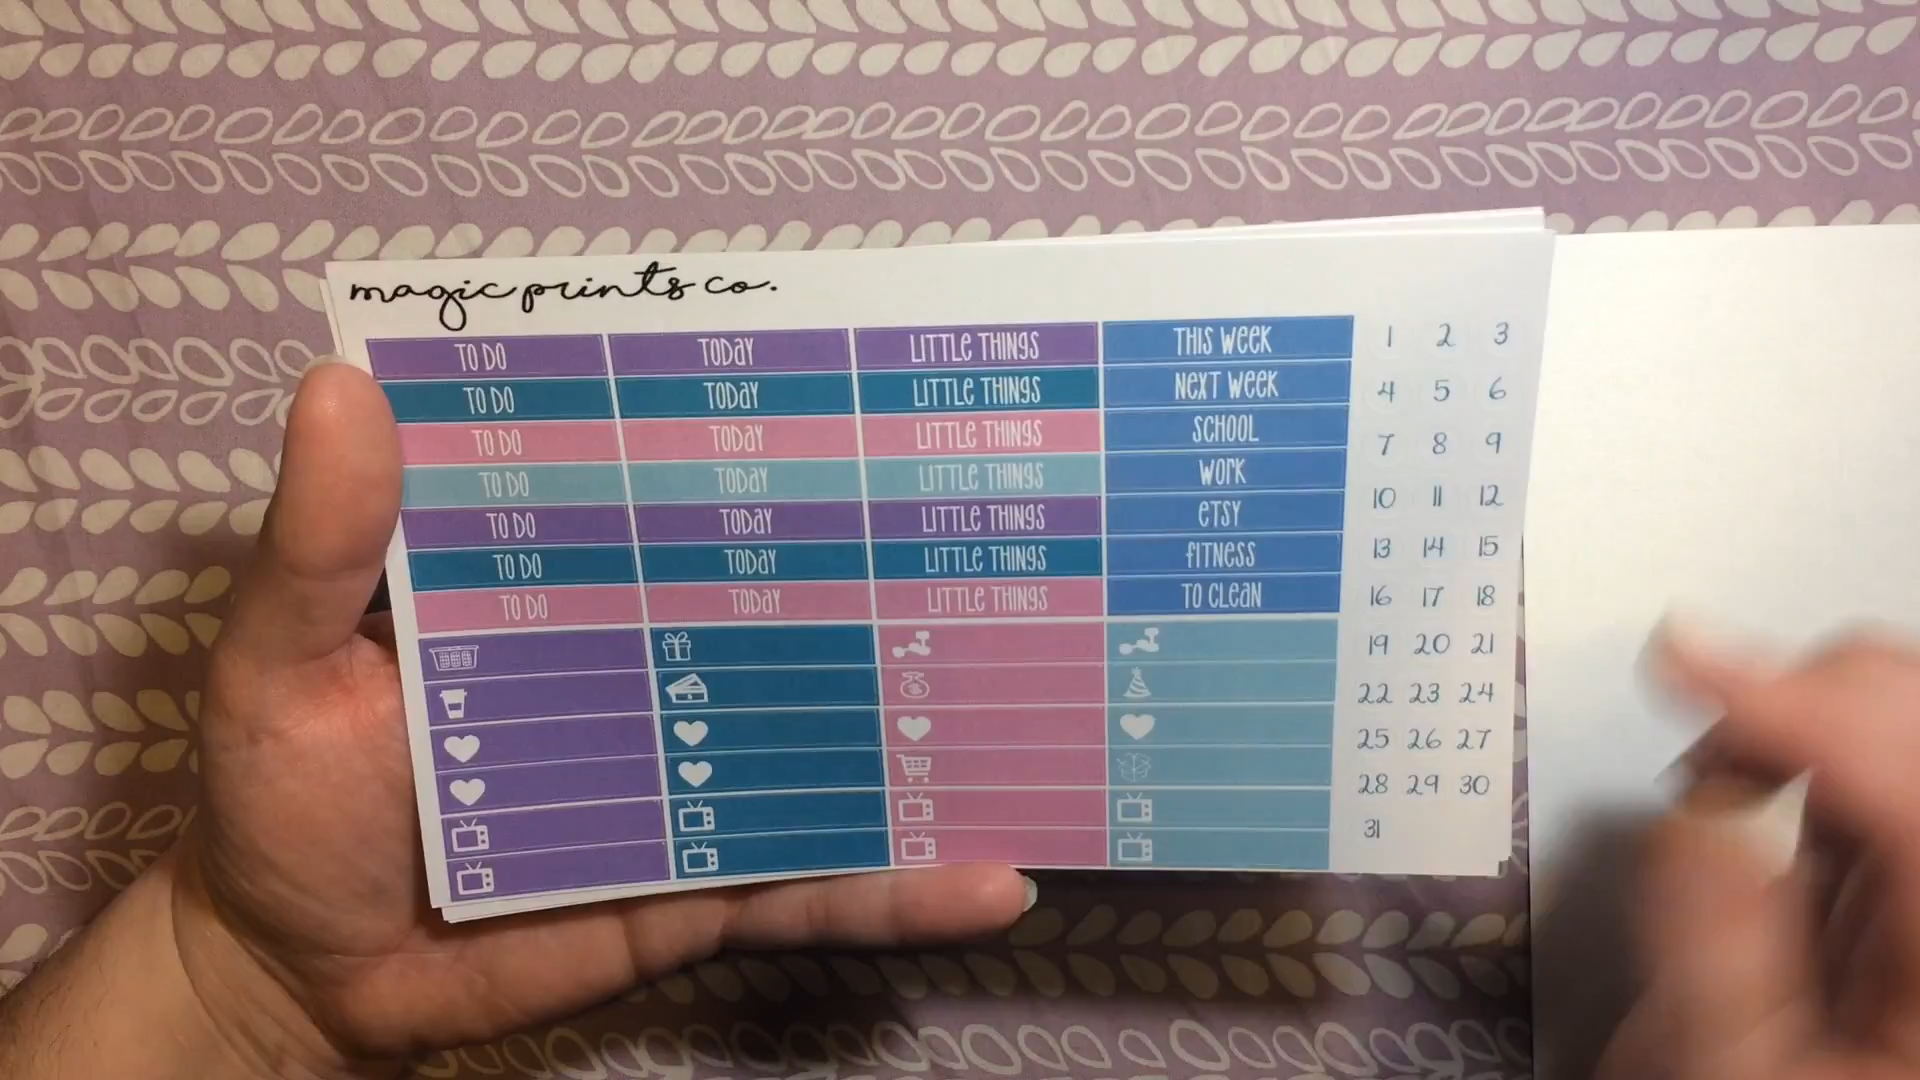 magic prints co.
TO DO TODAY LITTLE THINGS THIS WEEK 1 2 3
TO DO TODAY LITTLE THINGS NEXT WEEK 4 5 6
TO DO TODAY LITTLE THINGS SCHOOL 7 8 9
TO DO TODAY LITTLE THINGS WORK 10 11 12
TO DO TODAY LITTLE THINGS ETSY 13 14 15
TO DO TODAY LITTLE THINGS FITNESS 16 17 18
TO DO TODAY LITTLE THINGS TO CLEAN 19 20 21
22 23 24
25 26 27
28 29 30
31